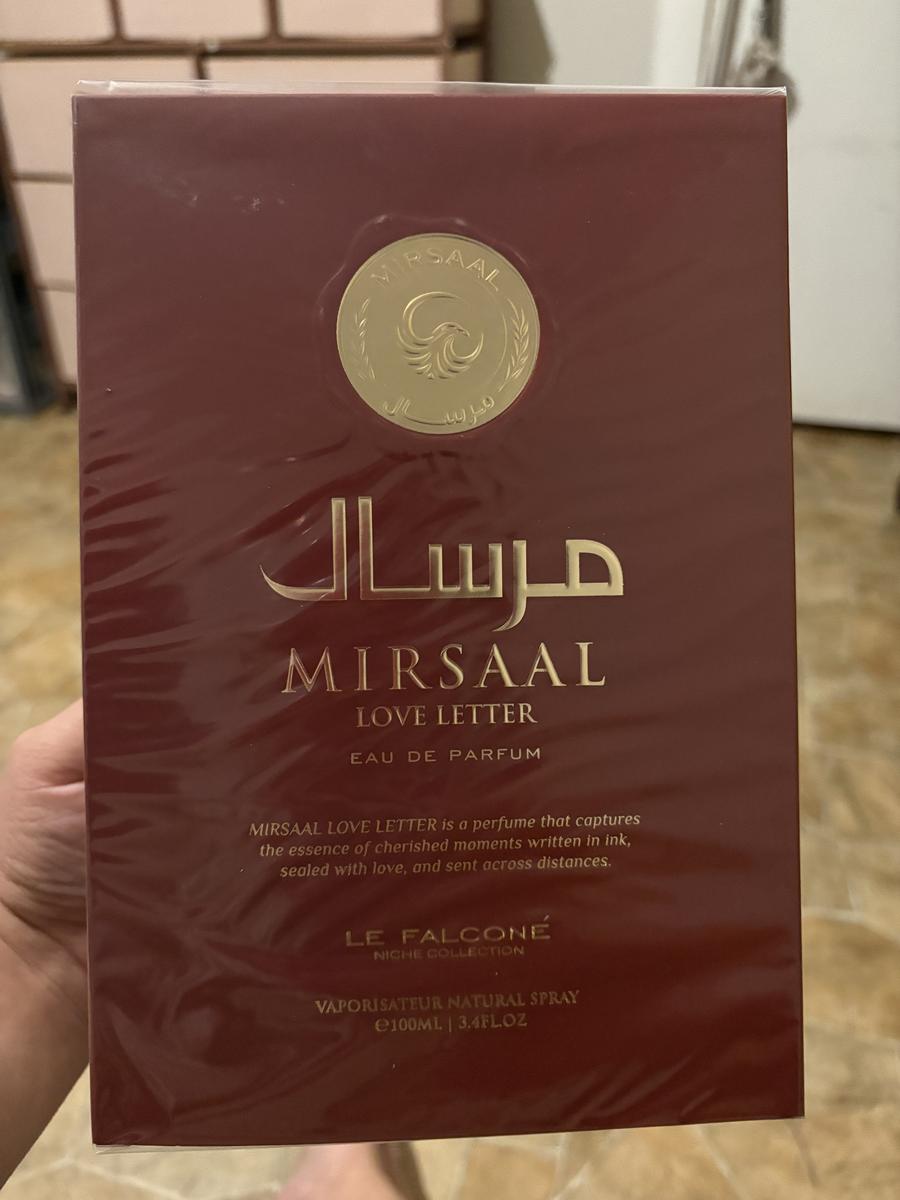 MIRSAAL
مرسال
مرسال
MIRSAAL
LOVE LETTER
EAU DE PARFUM
MIRSAAL LOVE LETTER is a perfume that captures
the essence of cherished moments written in ink,
sealed with love, and sent across distances.
LE FALCONÉ
NICHE COLLECTION
VAPORISATEUR NATURAL SPRAY
℮100ML | 3.4FL.OZ